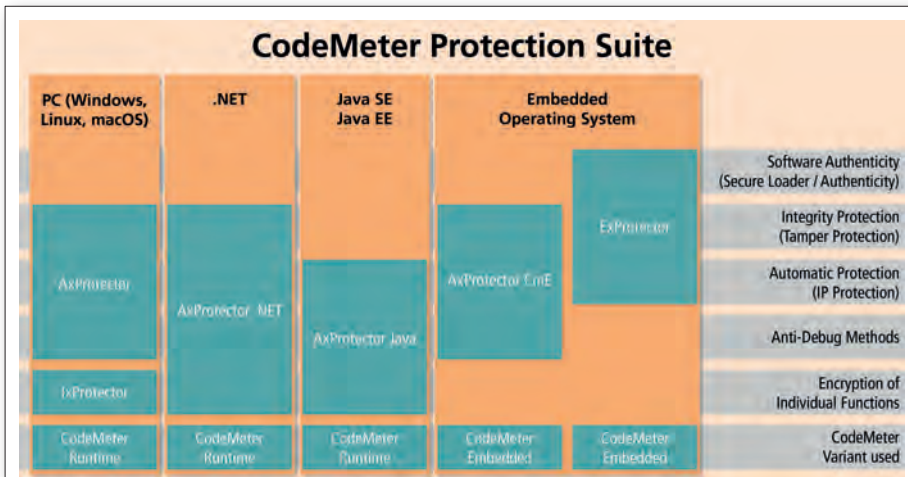 CodeMeter Protection Suite
PC (Windows,
Linux, macOS)
.NET
Java SE
Java EE
Embedded
Operating System
Software Authenticity
(Secure Loader / Authenticity)
ExProtector
Integrity Protection
(Tamper Protection)
AxProtector
AxProtector .NET
AxProtector Java
AxProtector CmE
Automatic Protection
(IP Protection)
Anti-Debug Methods
IxProtector
Encryption of
Individual Functions
CodeMeter
Runtime
CodeMeter
Runtime
CodeMeter
Runtime
CodeMeter
Embedded
CodeMeter
Embedded
CodeMeter
Variant used